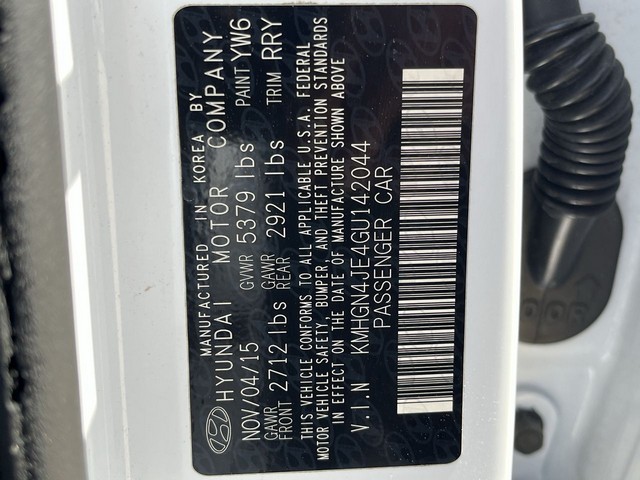 MANUFACTURED IN KOREA BY
HYUNDAI MOTOR COMPANY
NOV/04/15 GVWR 5379 lbs PAINT YW6
GAWR FRONT 2712 lbs GAWR REAR 2921 lbs TRIM RRY
THIS VEHICLE CONFORMS TO ALL APPLICABLE U.S.A. FEDERAL
MOTOR VEHICLE SAFETY, BUMPER, AND THEFT PREVENTION STANDARDS
IN EFFECT ON THE DATE OF MANUFACTURE SHOWN ABOVE
V.I.N KMHGN4JE4GU142044
PASSENGER CAR